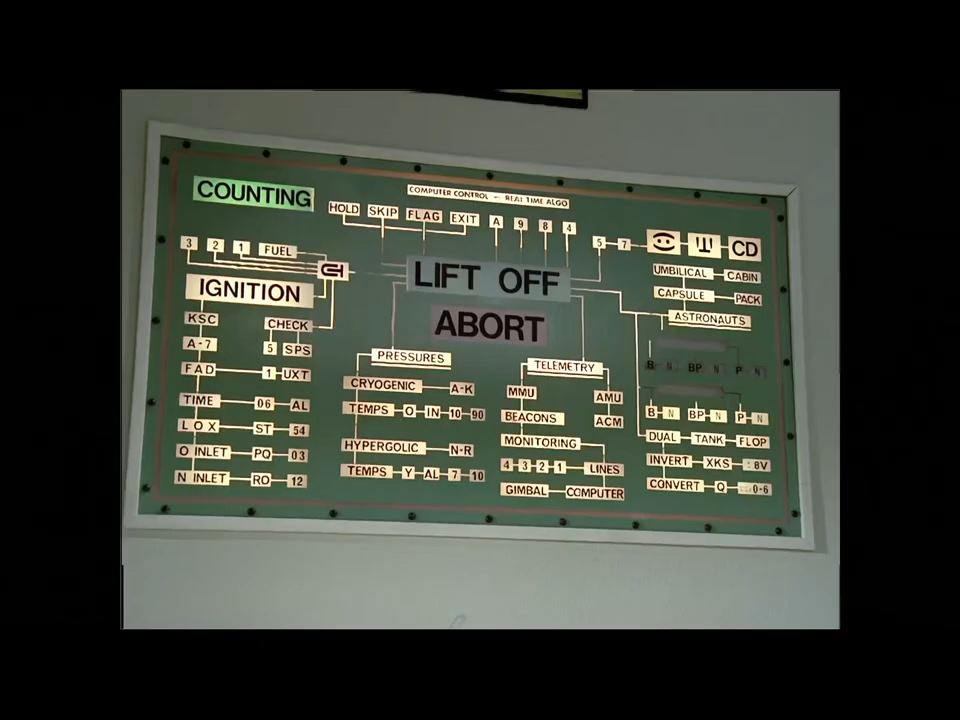 COMPUTER CONTROL - REAL TIME ALGO
COUNTING
HOLD SKIP FLAG EXIT A 9 8 4
3 2 1 FUEL
5 7 CD
LIFT OFF
UMBILICAL CABIN
IGNITION
CAPSULE PACK
ABORT
ASTRONAUTS
KSC CHECK
A-7 5 SPS
FAD 1 UXT
TIME 06 AL
LOX ST 54
O INLET PQ 03
N INLET RO 12
PRESSURES
CRYOGENIC A-K
TEMPS O IN 10 90
HYPERGOLIC N-R
TEMPS Y AL 7 10
TELEMETRY
MMU AMU
BEACONS ACM
MONITORING
4 3 2 1 LINES
GIMBAL COMPUTER
B N BP N P N
B N BP N P N
DUAL TANK FLOP
INVERT XKS 8V
CONVERT Q 0-6